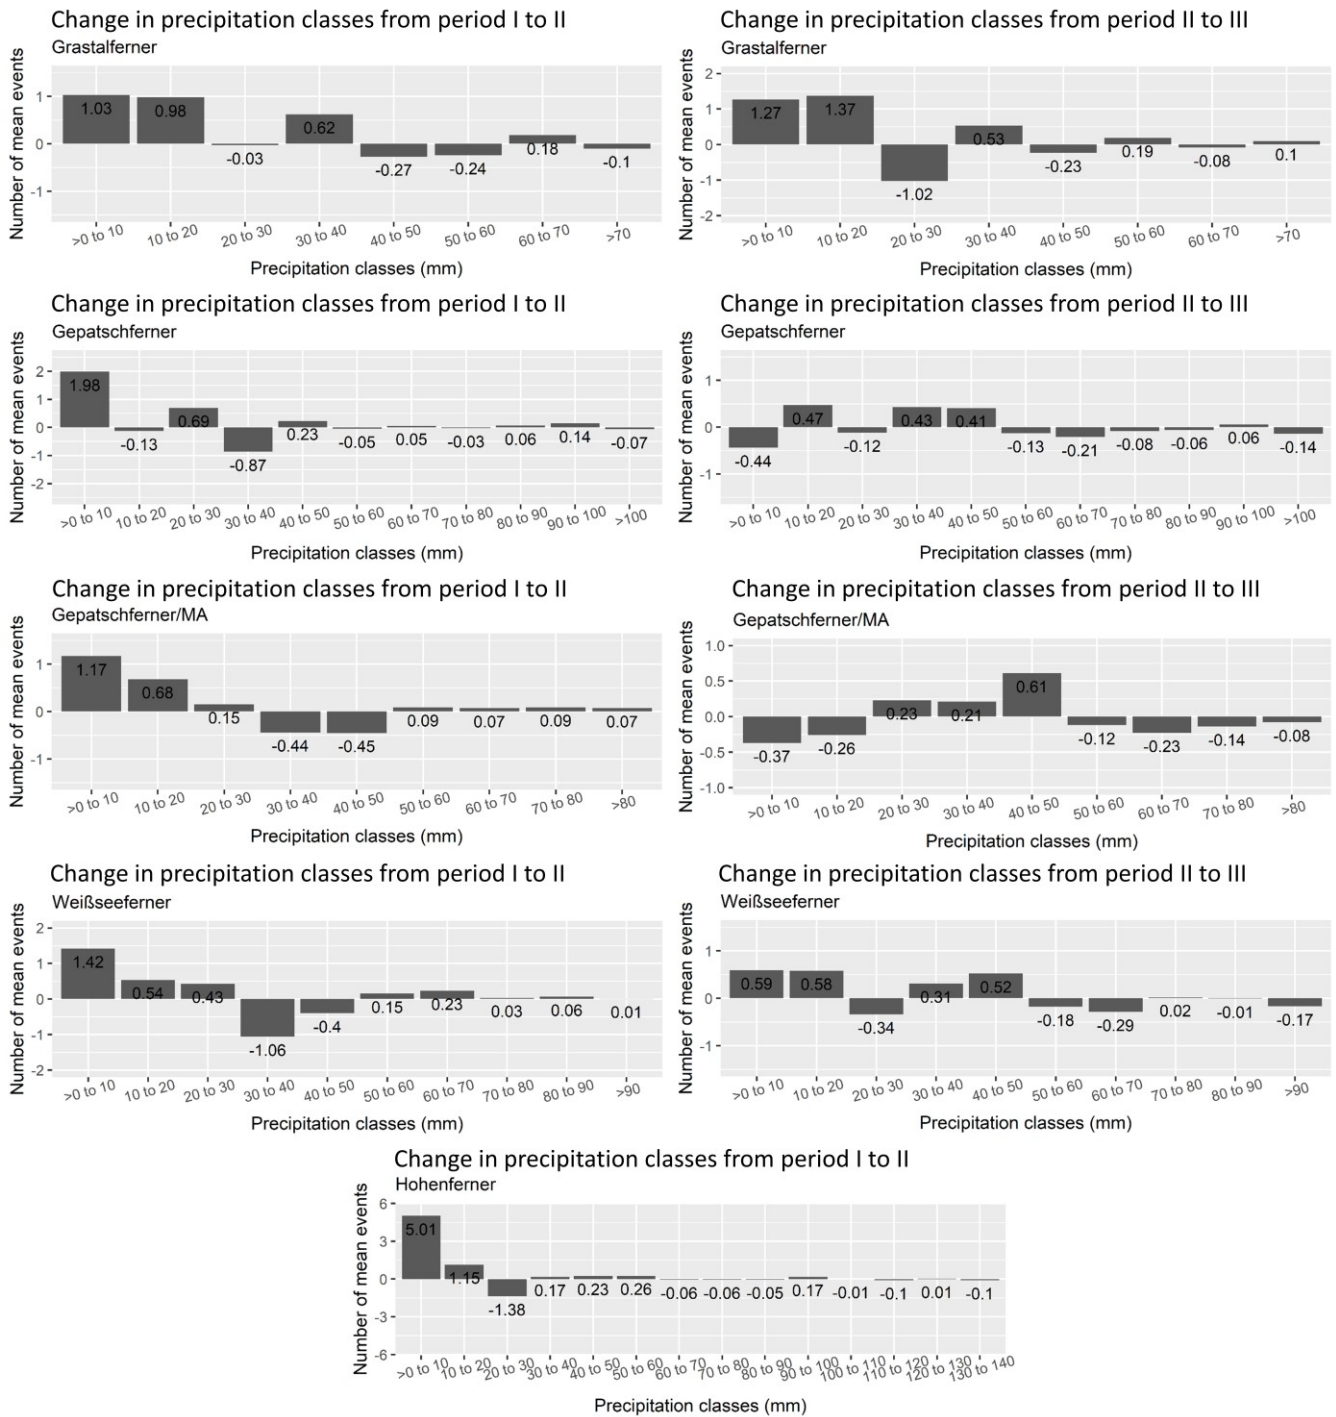 Change in precipitation classes from period I to II
Grastalferner
Number of mean events
1
0
-1
1.03
0.98
-0.03
0.62
-0.27
-0.24
0.18
-0.1
>0 to 10
10 to 20
20 to 30
30 to 40
40 to 50
50 to 60
60 to 70
>70
Precipitation classes (mm)
Change in precipitation classes from period II to III
Grastalferner
Number of mean events
2
1
0
-1
-2
1.27
1.37
-1.02
0.53
-0.23
0.19
-0.08
0.1
>0 to 10
10 to 20
20 to 30
30 to 40
40 to 50
50 to 60
60 to 70
>70
Precipitation classes (mm)
Change in precipitation classes from period I to II
Gepatschferner
Number of mean events
2
1
0
-1
-2
1.98
-0.13
0.69
-0.87
0.23
-0.05
0.05
-0.03
0.06
0.14
-0.07
>0 to 10
10 to 20
20 to 30
30 to 40
40 to 50
50 to 60
60 to 70
70 to 80
80 to 90
90 to 100
>100
Precipitation classes (mm)
Change in precipitation classes from period II to III
Gepatschferner
Number of mean events
1
0
-1
-0.44
0.47
-0.12
0.43
0.41
-0.13
-0.21
-0.08
-0.06
0.06
-0.14
>0 to 10
10 to 20
20 to 30
30 to 40
40 to 50
50 to 60
60 to 70
70 to 80
80 to 90
90 to 100
>100
Precipitation classes (mm)
Change in precipitation classes from period I to II
Gepatschferner/MA
Number of mean events
1
0
-1
1.17
0.68
0.15
-0.44
-0.45
0.09
0.07
0.09
0.07
>0 to 10
10 to 20
20 to 30
30 to 40
40 to 50
50 to 60
60 to 70
70 to 80
>80
Precipitation classes (mm)
Change in precipitation classes from period II to III
Gepatschferner/MA
Number of mean events
1.0
0.5
0.0
-0.5
-1.0
-0.37
-0.26
0.23
0.21
0.61
-0.12
-0.23
-0.14
-0.08
>0 to 10
10 to 20
20 to 30
30 to 40
40 to 50
50 to 60
60 to 70
70 to 80
>80
Precipitation classes (mm)
Change in precipitation classes from period I to II
Weißseeferner
Number of mean events
2
1
0
-1
-2
1.42
0.54
0.43
-1.06
-0.4
0.15
0.23
0.03
0.06
0.01
>0 to 10
10 to 20
20 to 30
30 to 40
40 to 50
50 to 60
60 to 70
70 to 80
80 to 90
>90
Precipitation classes (mm)
Change in precipitation classes from period II to III
Weißseeferner
Number of mean events
1
0
-1
0.59
0.58
-0.34
0.31
0.52
-0.18
-0.29
0.02
-0.01
-0.17
>0 to 10
10 to 20
20 to 30
30 to 40
40 to 50
50 to 60
60 to 70
70 to 80
80 to 90
>90
Precipitation classes (mm)
Change in precipitation classes from period I to II
Hohenferner
Number of mean events
6
3
0
-3
-6
5.01
1.15
-1.38
0.17
0.23
0.26
-0.06
-0.06
-0.05
0.17
-0.01
-0.1
0.01
-0.1
>0 to 10
10 to 20
20 to 30
30 to 40
40 to 50
50 to 60
60 to 70
70 to 80
80 to 90
90 to 100
100 to 110
110 to 120
120 to 130
130 to 140
Precipitation classes (mm)